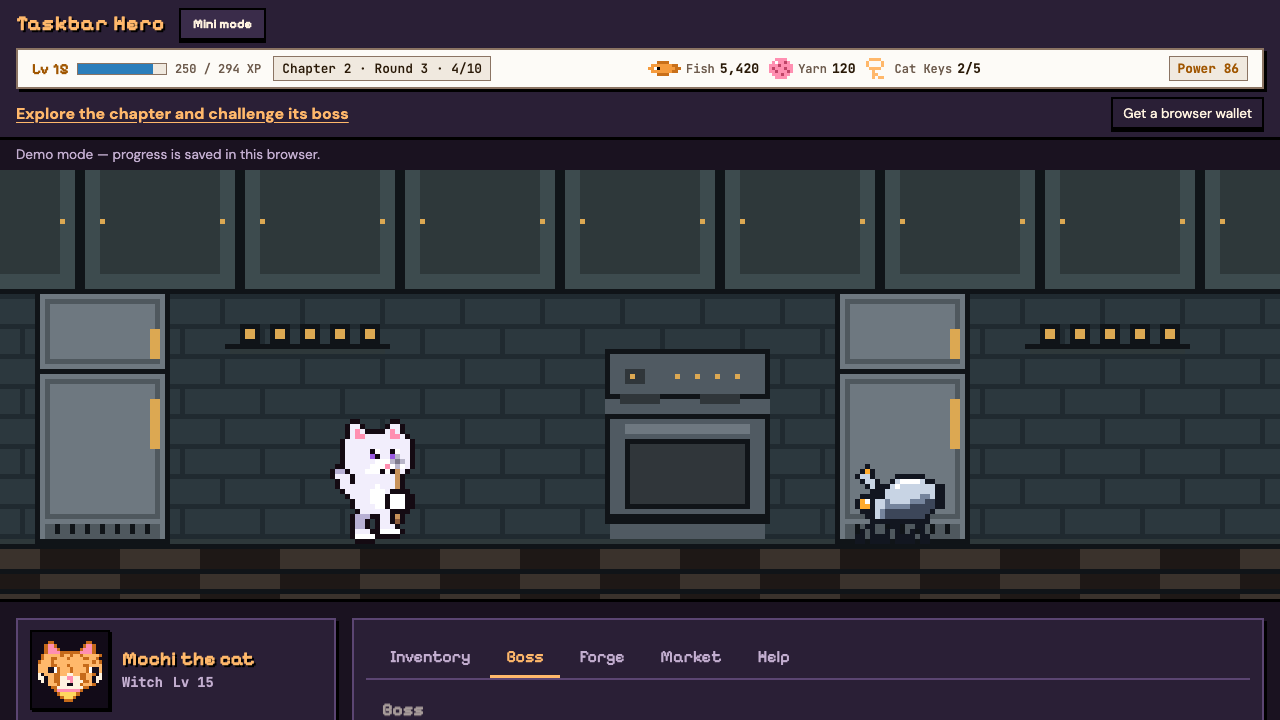 Taskbar Hero
Mini mode
Lv 18
250 / 294 XP
Chapter 2 · Round 3 · 4/10
Fish 5,420
Yarn 120
Cat Keys 2/5
Power 86
Explore the chapter and challenge its boss
Get a browser wallet
Demo mode — progress is saved in this browser.
Mochi the cat
Witch Lv 15
Inventory
Boss
Forge
Market
Help
Boss